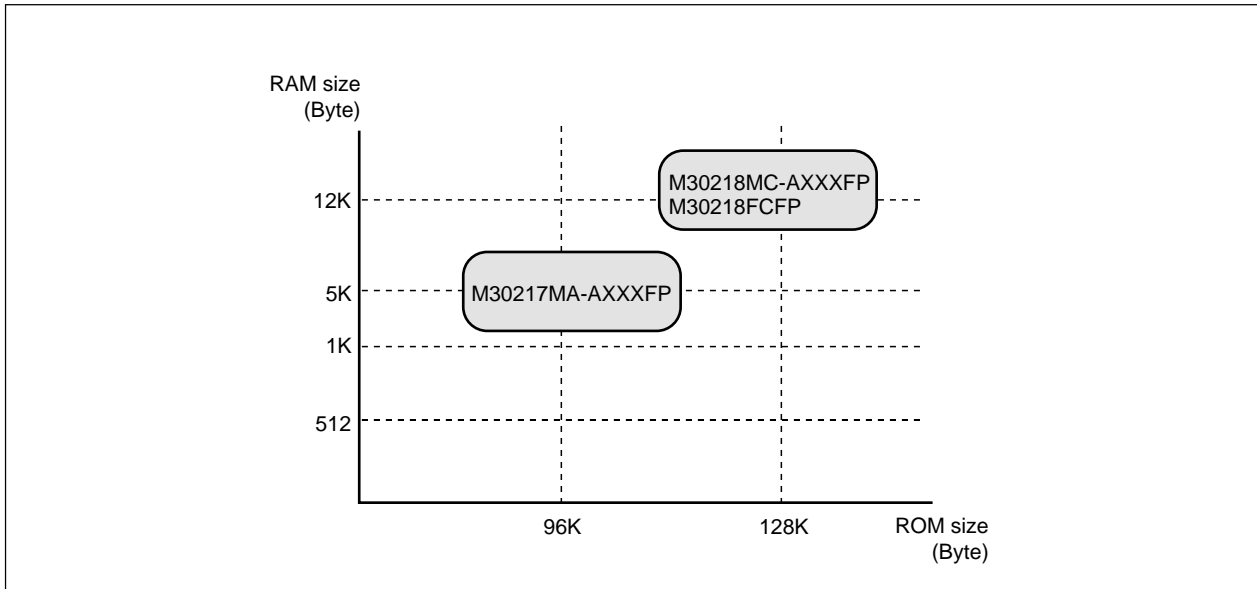 RAM size
(Byte)
M30218MC-AXXXFP
M30218FCFP
12K
M30217MA-AXXXFP
5K
1K
512
96K
128K
ROM size
(Byte)